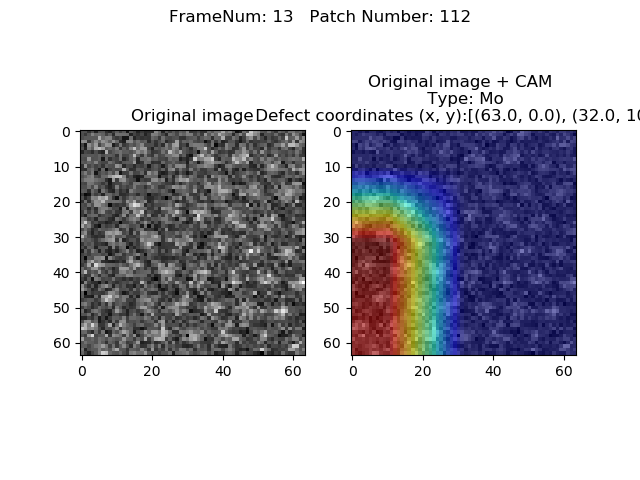 FrameNum: 13   Patch Number: 112
Original image + CAM
Type: Mo
Original image
Defect coordinates (x, y):[(63.0, 0.0), (32.0, 10
0
10
20
30
40
50
60
0 20 40 60
0
10
20
30
40
50
60
0 20 40 60